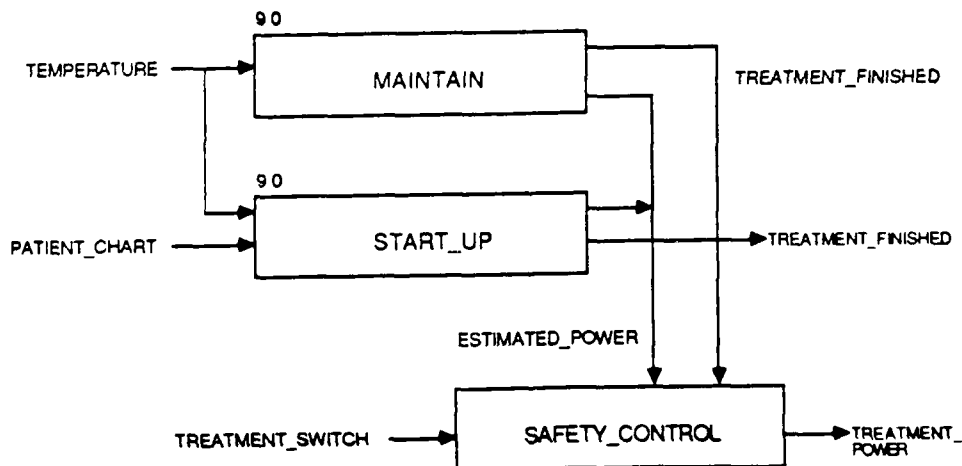 90
TEMPERATURE
MAINTAIN
TREATMENT_FINISHED
90
PATIENT_CHART
START_UP
TREATMENT_FINISHED
ESTIMATED_POWER
TREATMENT_SWITCH
SAFETY_CONTROL
TREATMENT_
POWER